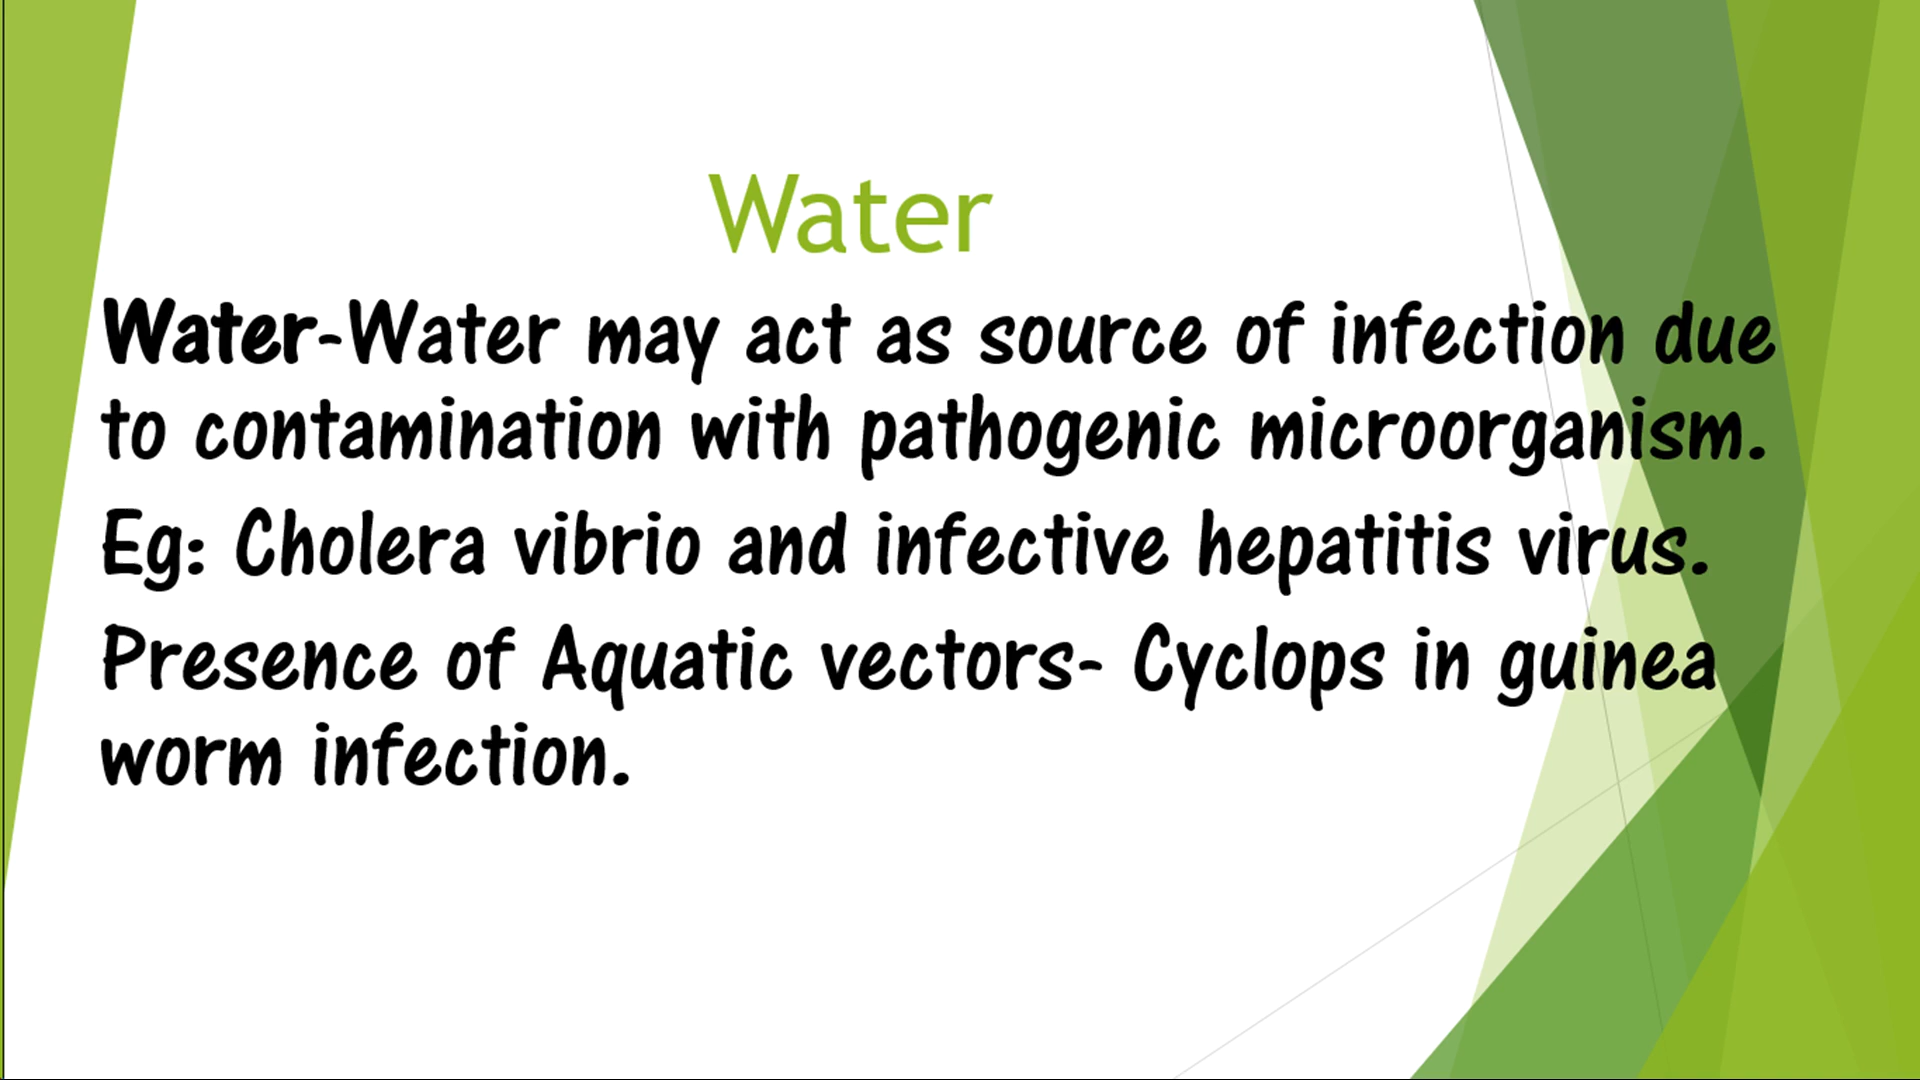 Water
Water-Water may act as source of infection due
to contamination with pathogenic microorganism.
Eg: Cholera vibrio and infective hepatitis virus.
Presence of Aquatic vectors- Cyclops in guinea
worm infection.